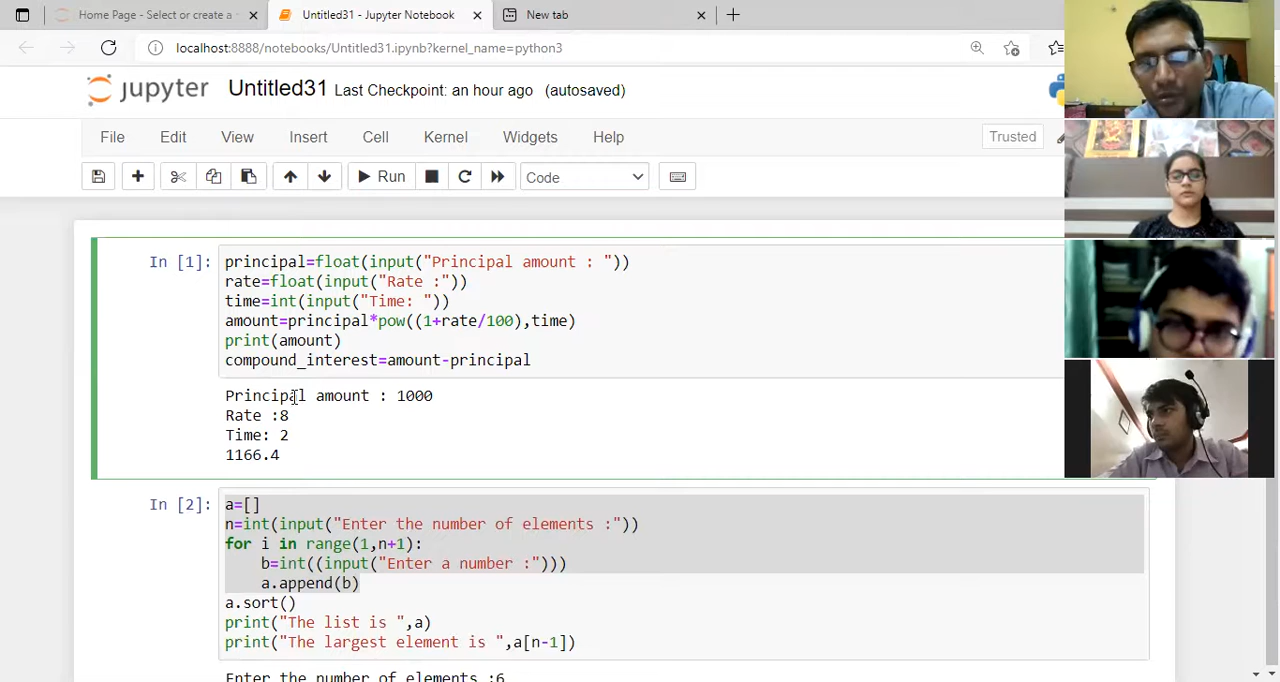 Home Page - Select or create a
Untitled31 - Jupyter Notebook
New tab
localhost:8888/notebooks/Untitled31.ipynb?kernel_name=python3
jupyter Untitled31 Last Checkpoint: an hour ago (autosaved)
File Edit View Insert Cell Kernel Widgets Help
Trusted
Run
Code
In [1]:
principal=float(input("Principal amount : "))
rate=float(input("Rate :"))
time=int(input("Time: "))
amount=principal*pow((1+rate/100),time)
print(amount)
compound_interest=amount-principal
Principal amount : 1000
Rate :8
Time: 2
1166.4
In [2]:
a=[]
n=int(input("Enter the number of elements :"))
for i in range(1,n+1):
    b=int((input("Enter a number :")))
    a.append(b)
a.sort()
print("The list is ",a)
print("The largest element is ",a[n-1])
Enter the number of elements :6